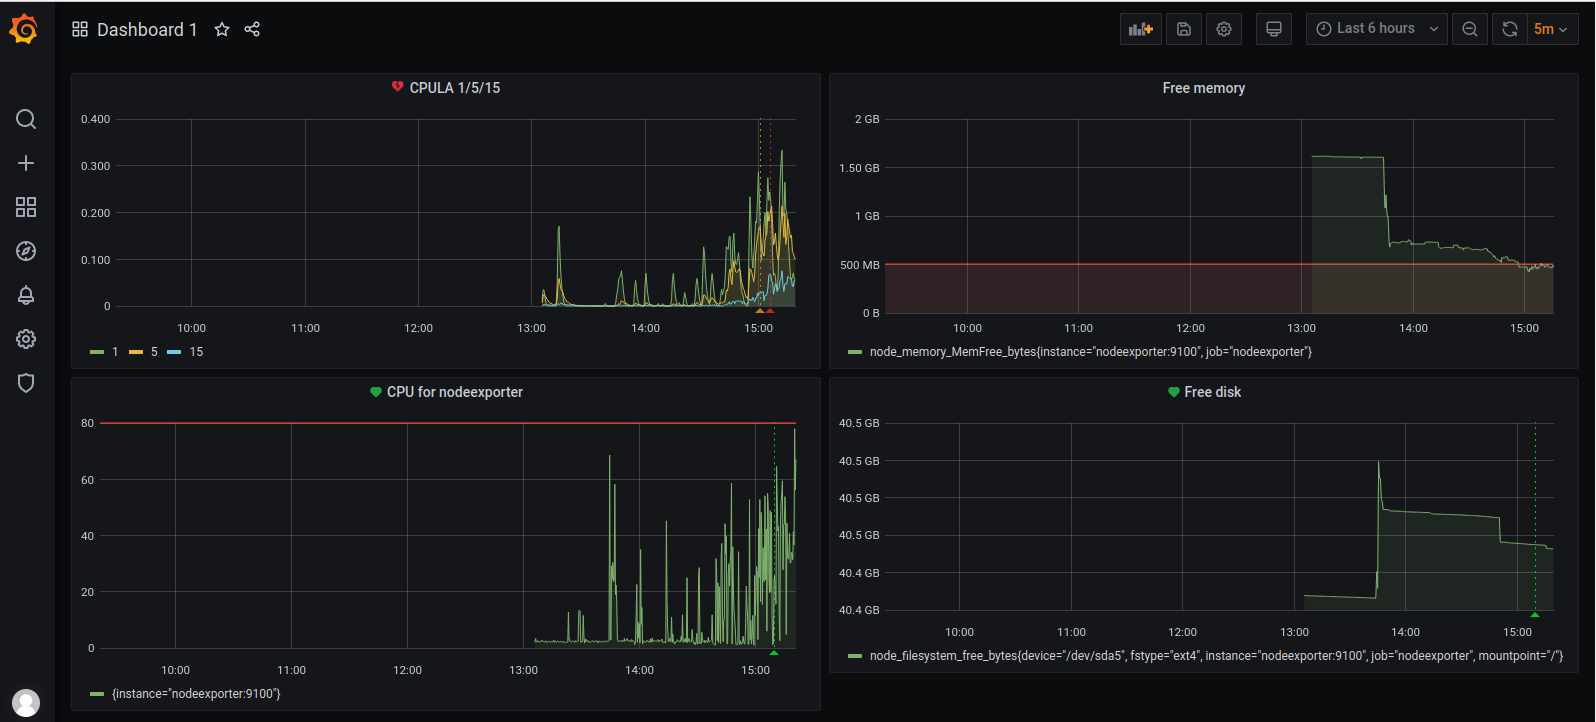 Dashboard 1
Last 6 hours
5m
CPULA 1/5/15
0.400
0.300
0.200
0.100
0
10:00
11:00
12:00
13:00
14:00
15:00
1
5
15
Free memory
2 GB
1.50 GB
1 GB
500 MB
0 B
10:00
11:00
12:00
13:00
14:00
15:00
node_memory_MemFree_bytes{instance="nodeexporter:9100", job="nodeexporter"}
CPU for nodeexporter
80
60
40
20
0
10:00
11:00
12:00
13:00
14:00
15:00
{instance="nodeexporter:9100"}
Free disk
40.5 GB
40.5 GB
40.5 GB
40.5 GB
40.4 GB
40.4 GB
10:00
11:00
12:00
13:00
14:00
15:00
node_filesystem_free_bytes{device="/dev/sda5", fstype="ext4", instance="nodeexporter:9100", job="nodeexporter", mountpoint="/"}